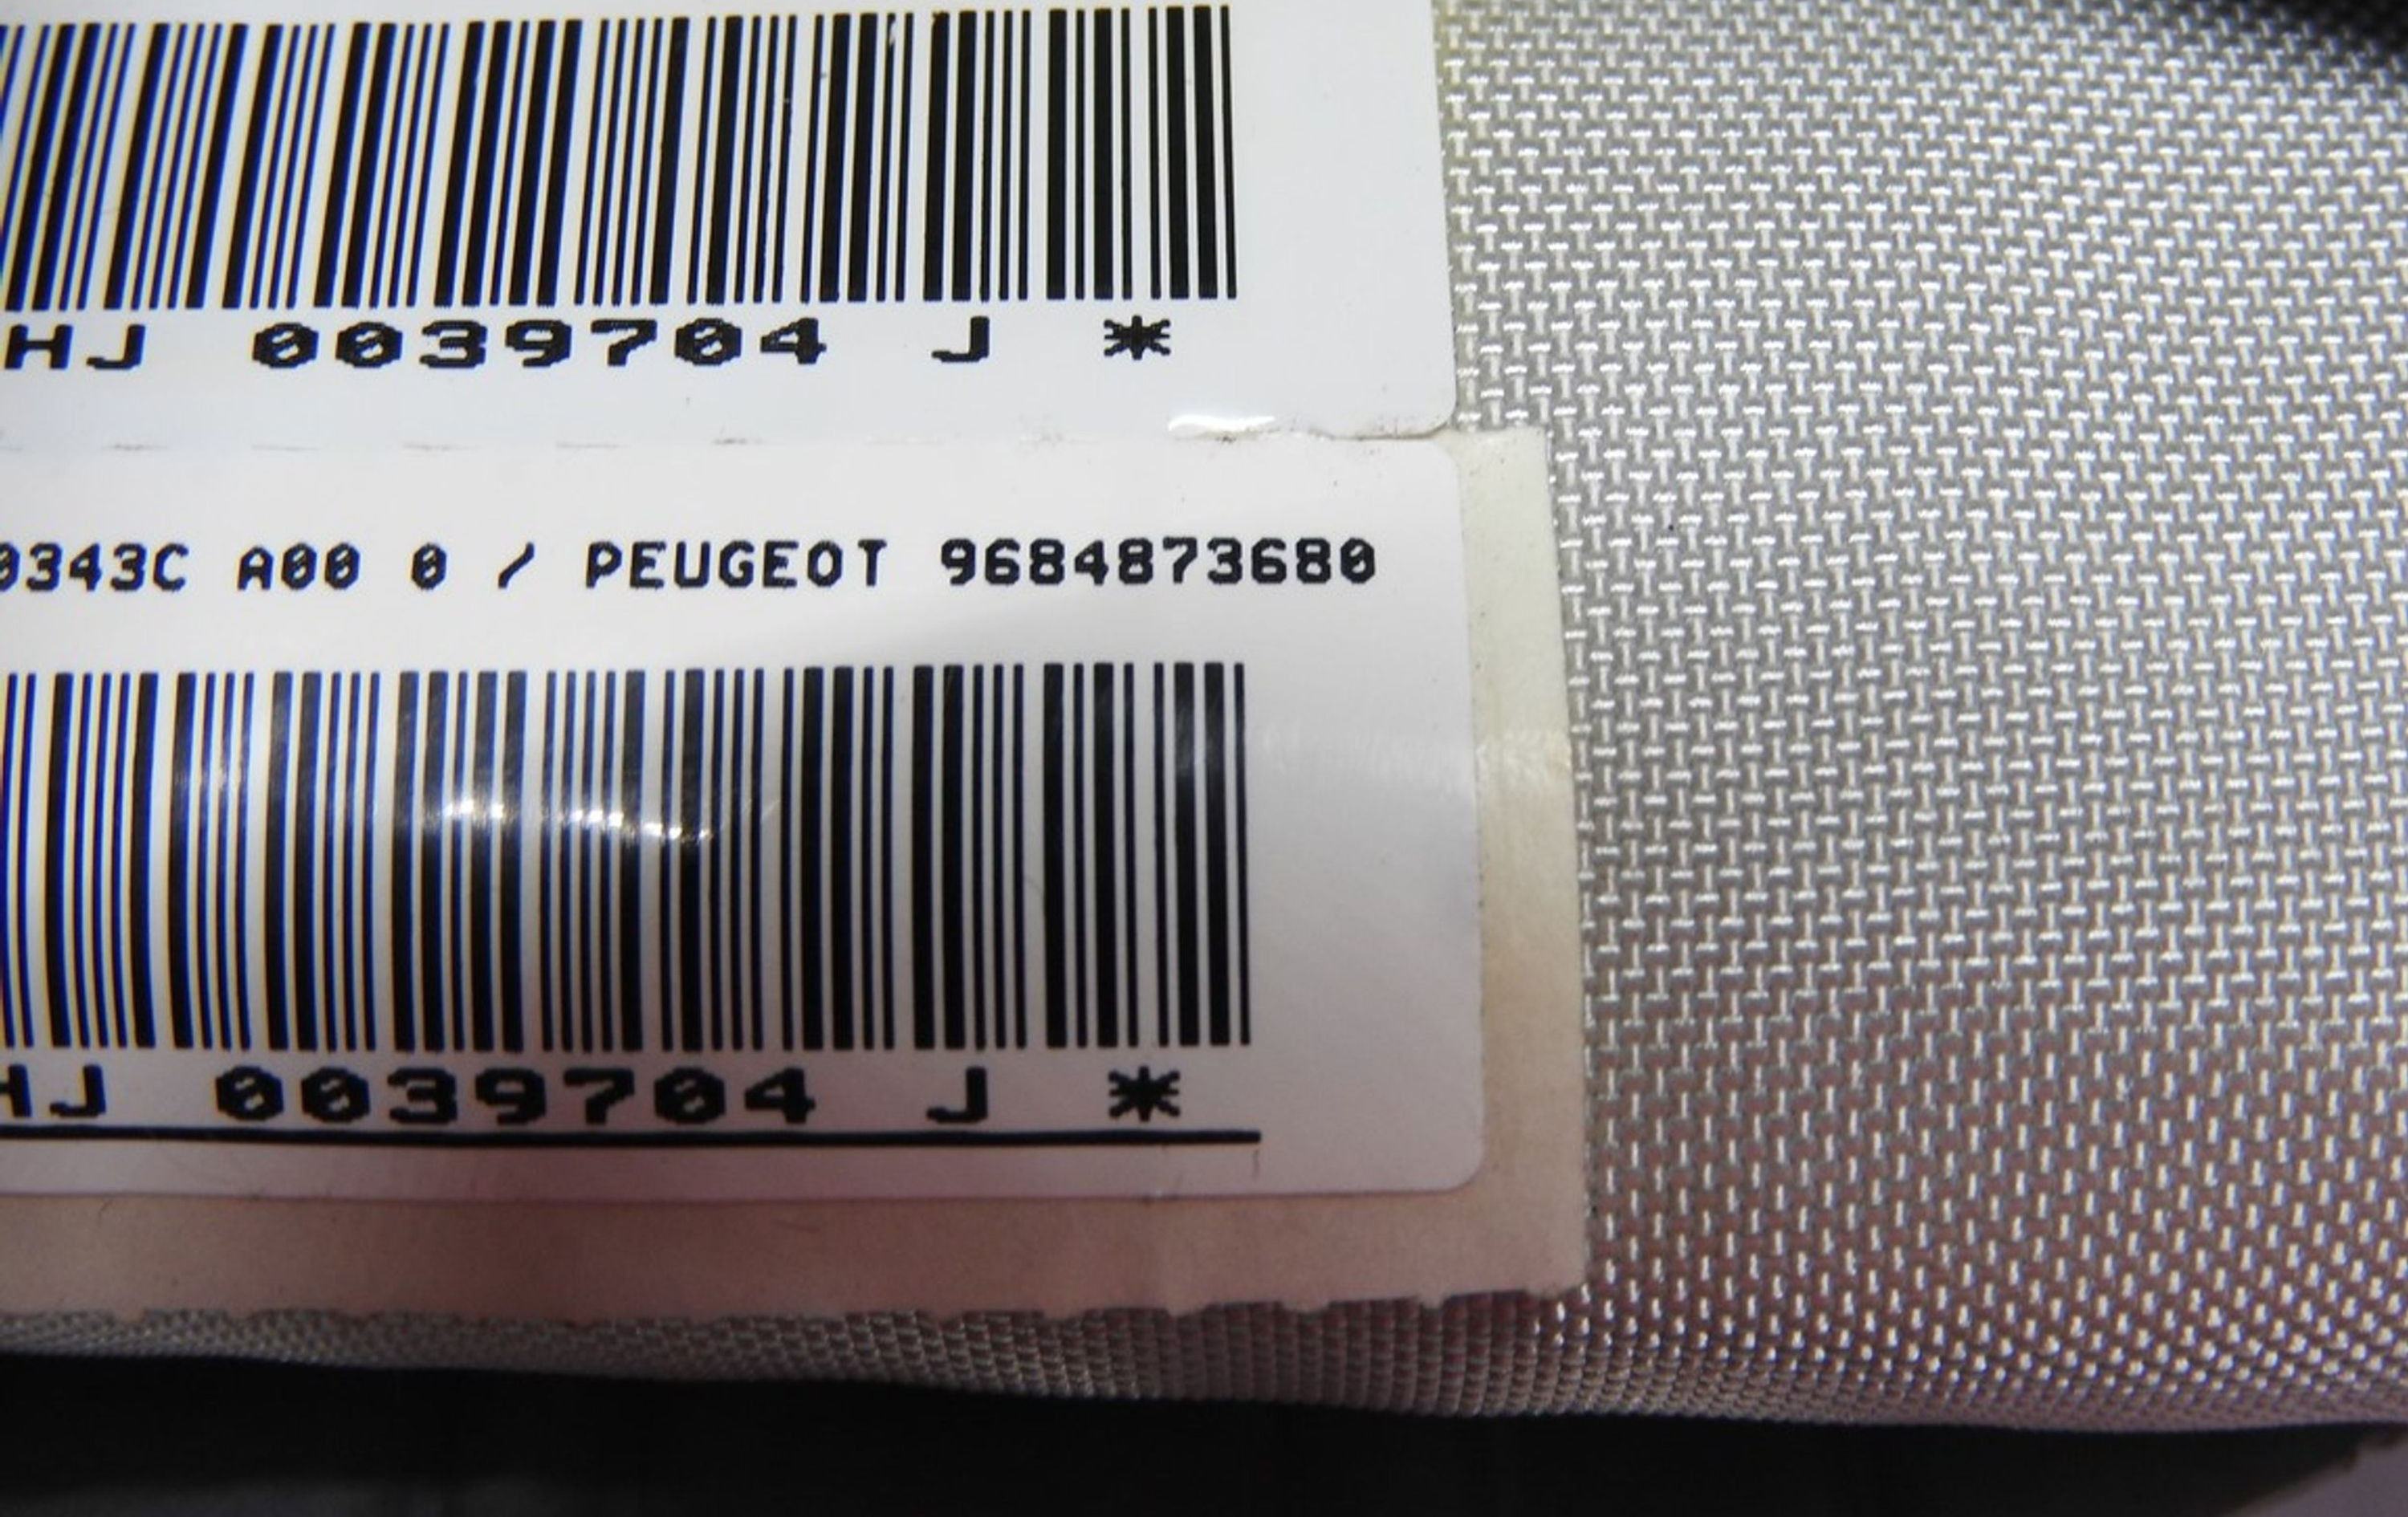 HJ 0039704 J *
0343C A00 0 / PEUGEOT 9684873680
HJ 0039704 J *